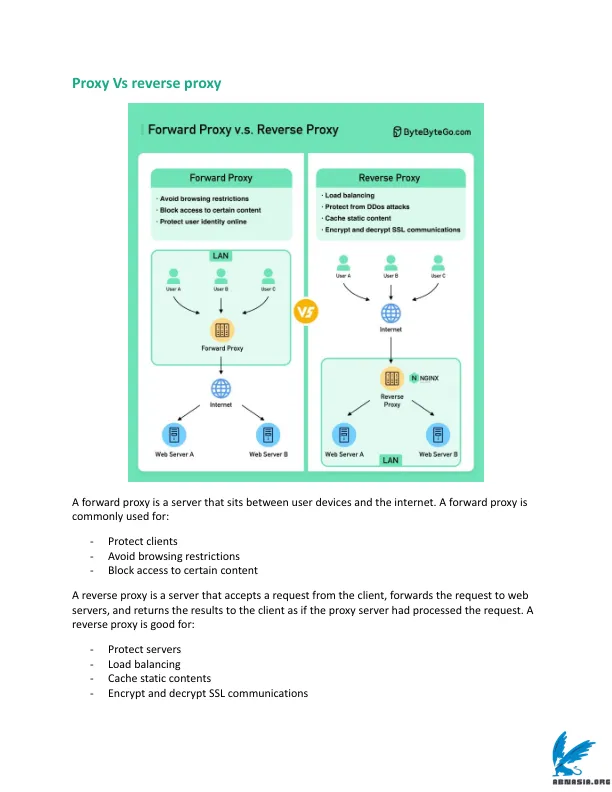 Proxy Vs reverse proxy
Forward Proxy v.s. Reverse Proxy
ByteByteGo.com
Forward Proxy
· Avoid browsing restrictions
· Block access to certain content
· Protect user identity online
LAN
User A
User B
User C
Forward Proxy
Internet
Web Server A
Web Server B
VS
Reverse Proxy
· Load balancing
· Protect from DDos attacks
· Cache static content
· Encrypt and decrypt SSL communications
User A
User B
User C
Internet
NGINX
Reverse
Proxy
Web Server A
Web Server B
LAN
A forward proxy is a server that sits between user devices and the internet. A forward proxy is
commonly used for:
- Protect clients
- Avoid browsing restrictions
- Block access to certain content
A reverse proxy is a server that accepts a request from the client, forwards the request to web
servers, and returns the results to the client as if the proxy server had processed the request. A
reverse proxy is good for:
- Protect servers
- Load balancing
- Cache static contents
- Encrypt and decrypt SSL communications
ABNASIA.ORG